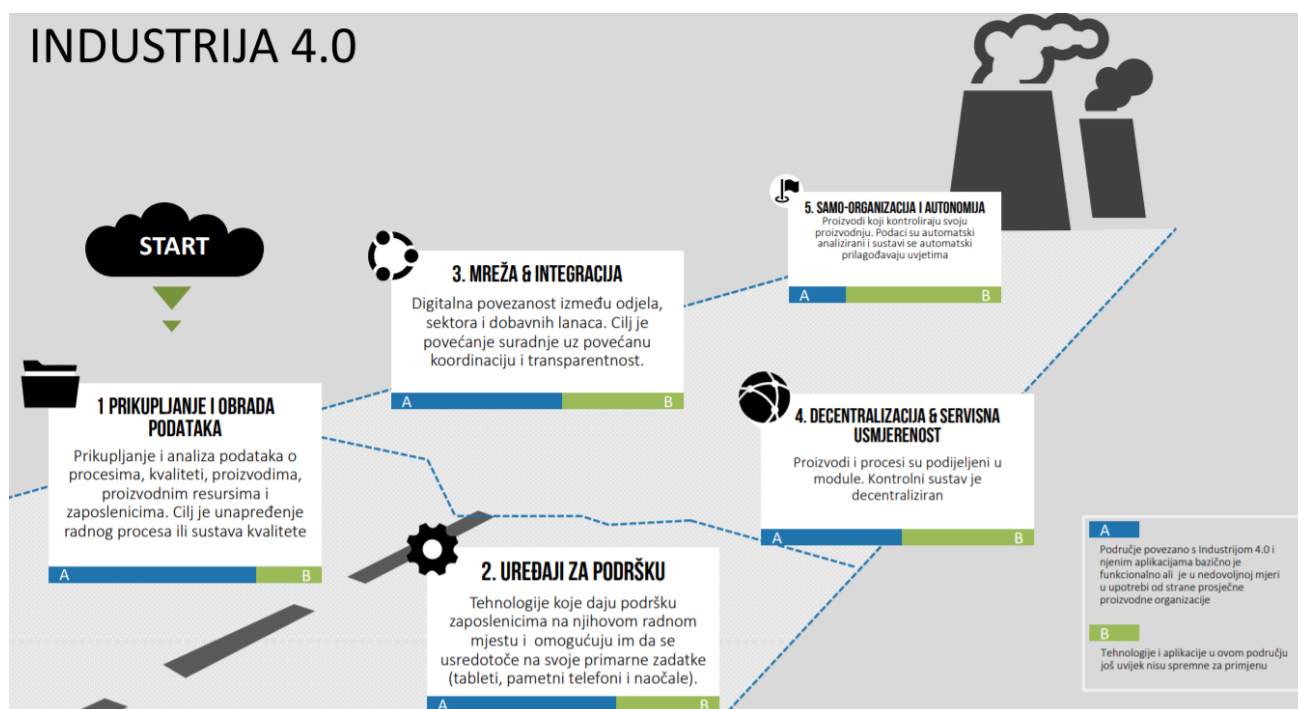 INDUSTRIJA 4.0
START
1 PRIKUPLJANJE I OBRADA
PODATAKA
Prikupljanje i analiza podataka o
procesima, kvaliteti, proizvodima,
proizvodnim resursima i
zaposlenicima. Cilj je unapređenje
radnog procesa ili sustava kvalitete
A
B
2. UREĐAJI ZA PODRŠKU
Tehnologije koje daju podršku
zaposlenicima na njihovom radnom
mjestu i omogućuju im da se
usredotoče na svoje primarne zadatke
(tableti, pametni telefoni i naočale).
A
B
3. MREŽA & INTEGRACIJA
Digitalna povezanost između odjela,
sektora i dobavnih lanaca. Cilj je
povećanje suradnje uz povećanu
koordinaciju i transparentnost.
A
B
4. DECENTRALIZACIJA & SERVISNA
USMJERENOST
Proizvodi i procesi su podijeljeni u
module. Kontrolni sustav je
decentraliziran
A
B
5. SAMO-ORGANIZACIJA I AUTONOMIJA
Proizvodi koji kontroliraju svoju
proizvodnju. Podaci su automatski
analizirani i sustavi se automatski
prilagođavaju uvjetima
A
B
A
Područje povezano s Industrijom 4.0 i
njenim aplikacijama bazično je
funkcionalno ali je u nedovoljnoj mjeri
u upotrebi od strane prosječne
proizvodne organizacije
B
Tehnologije i aplikacije u ovom području
još uvijek nisu spremne za primjenu